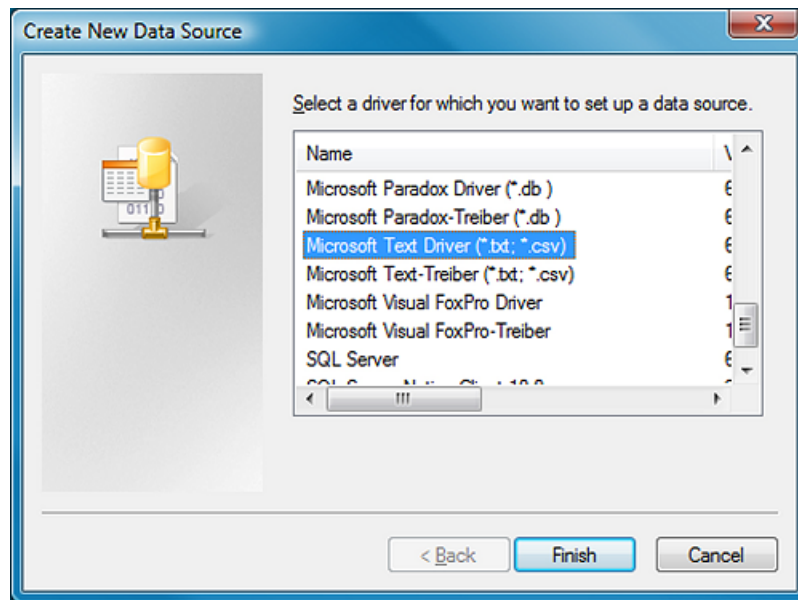 Create New Data Source
Select a driver for which you want to set up a data source.
Name
Microsoft Paradox Driver (*.db )
Microsoft Paradox-Treiber (*.db )
Microsoft Text Driver (*.txt; *.csv)
Microsoft Text-Treiber (*.txt; *.csv)
Microsoft Visual FoxPro Driver
1
Microsoft Visual FoxPro-Treiber
1
SQL Server
< Back
Finish
Cancel